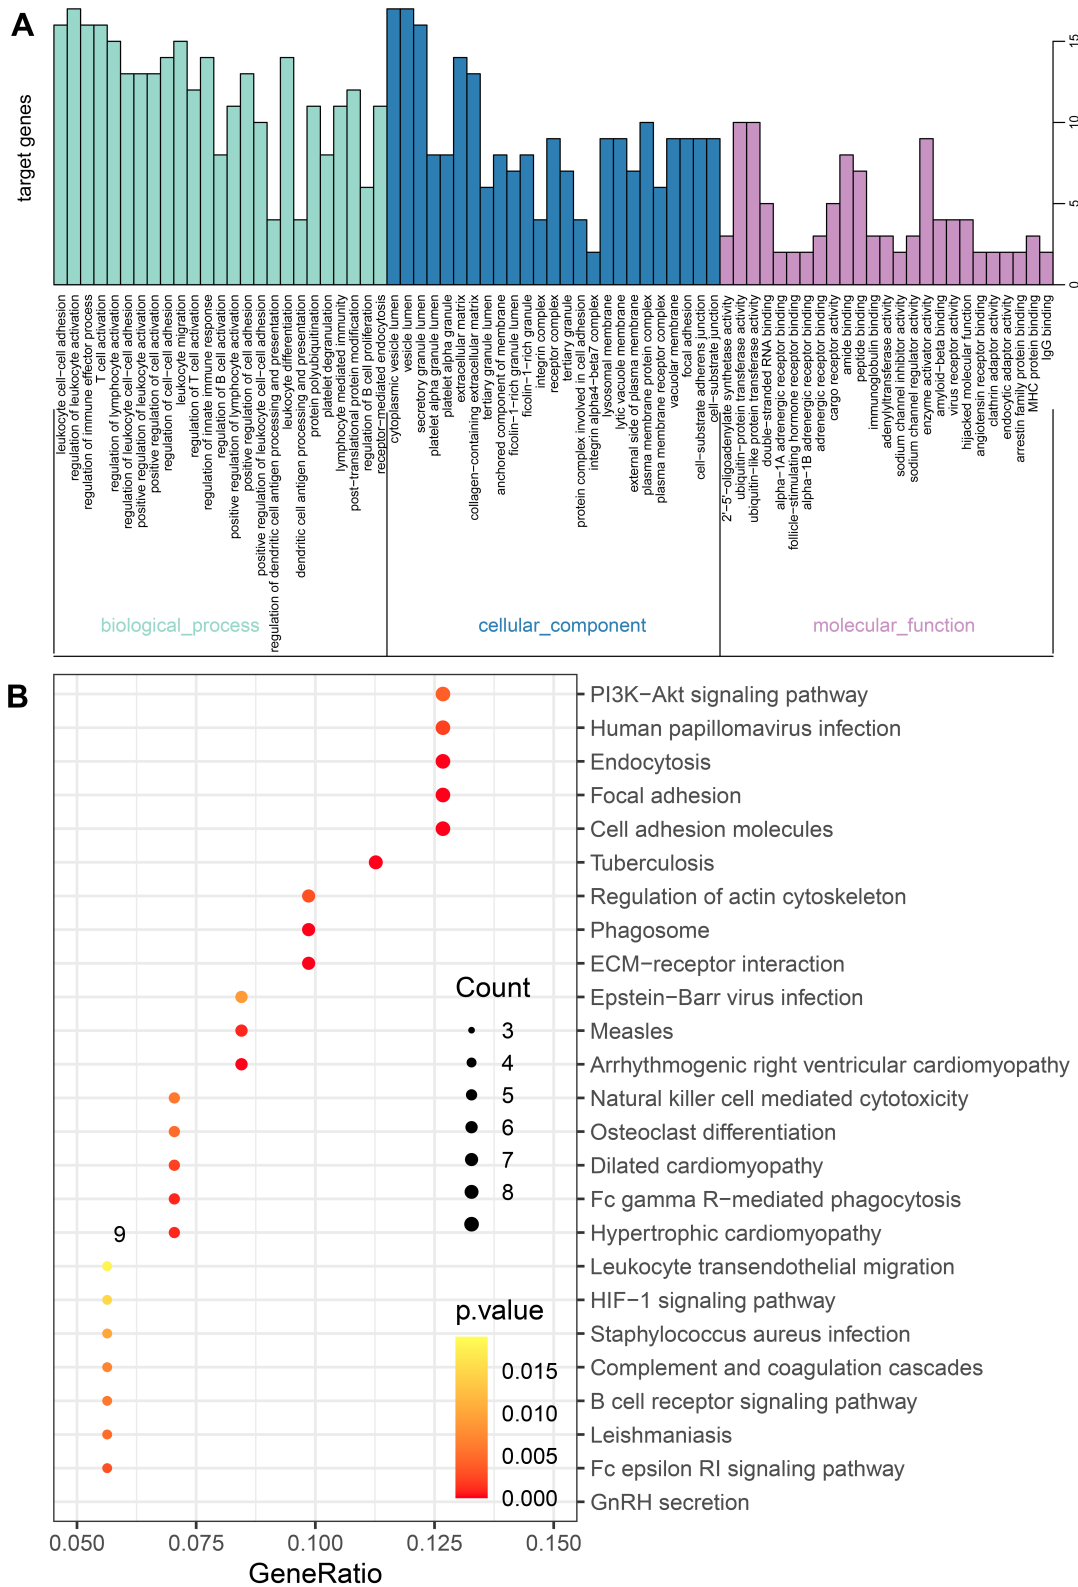 A
target genes
0
5
10
15
leukocyte cell−cell adhesion
regulation of leukocyte activation
regulation of immune effector process
T cell activation
regulation of lymphocyte activation
regulation of leukocyte cell−cell adhesion
positive regulation of leukocyte activation
positive regulation of cell activation
regulation of cell−cell adhesion
leukocyte migration
regulation of T cell activation
regulation of innate immune response
regulation of B cell activation
positive regulation of lymphocyte activation
positive regulation of cell adhesion
positive regulation of leukocyte cell−cell adhesion
regulation of dendritic cell antigen processing and presentation
leukocyte differentiation
dendritic cell antigen processing and presentation
protein polyubiquitination
platelet degranulation
lymphocyte mediated immunity
post−translational protein modification
regulation of B cell proliferation
receptor−mediated endocytosis
cytoplasmic vesicle lumen
vesicle lumen
secretory granule lumen
platelet alpha granule lumen
platelet alpha granule
extracellular matrix
collagen−containing extracellular matrix
tertiary granule lumen
anchored component of membrane
ficolin−1−rich granule lumen
ficolin−1−rich granule
integrin complex
receptor complex
tertiary granule
protein complex involved in cell adhesion
integrin alpha4−beta7 complex
lysosomal membrane
lytic vacuole membrane
external side of plasma membrane
plasma membrane protein complex
plasma membrane receptor complex
vacuolar membrane
focal adhesion
cell−substrate adherens junction
cell−substrate junction
2'−5'−oligoadenylate synthetase activity
ubiquitin−protein transferase activity
ubiquitin−like protein transferase activity
double−stranded RNA binding
alpha−1A adrenergic receptor binding
follicle−stimulating hormone receptor binding
alpha−1B adrenergic receptor binding
adrenergic receptor binding
cargo receptor activity
amide binding
peptide binding
immunoglobulin binding
adenylyltransferase activity
sodium channel inhibitor activity
sodium channel regulator activity
enzyme activator activity
amyloid−beta binding
virus receptor activity
hijacked molecular function
angiotensin receptor binding
clathrin adaptor activity
endocytic adaptor activity
arrestin family protein binding
MHC protein binding
IgG binding
biological_process
cellular_component
molecular_function
B
PI3K−Akt signaling pathway
Human papillomavirus infection
Endocytosis
Focal adhesion
Cell adhesion molecules
Tuberculosis
Regulation of actin cytoskeleton
Phagosome
ECM−receptor interaction
Epstein−Barr virus infection
Measles
Arrhythmogenic right ventricular cardiomyopathy
Natural killer cell mediated cytotoxicity
Osteoclast differentiation
Dilated cardiomyopathy
Fc gamma R−mediated phagocytosis
Hypertrophic cardiomyopathy
Leukocyte transendothelial migration
HIF−1 signaling pathway
Staphylococcus aureus infection
Complement and coagulation cascades
B cell receptor signaling pathway
Leishmaniasis
Fc epsilon RI signaling pathway
GnRH secretion
Count
3
4
5
6
7
8
9
p.value
0.015
0.010
0.005
0.000
0.050
0.075
0.100
0.125
0.150
GeneRatio